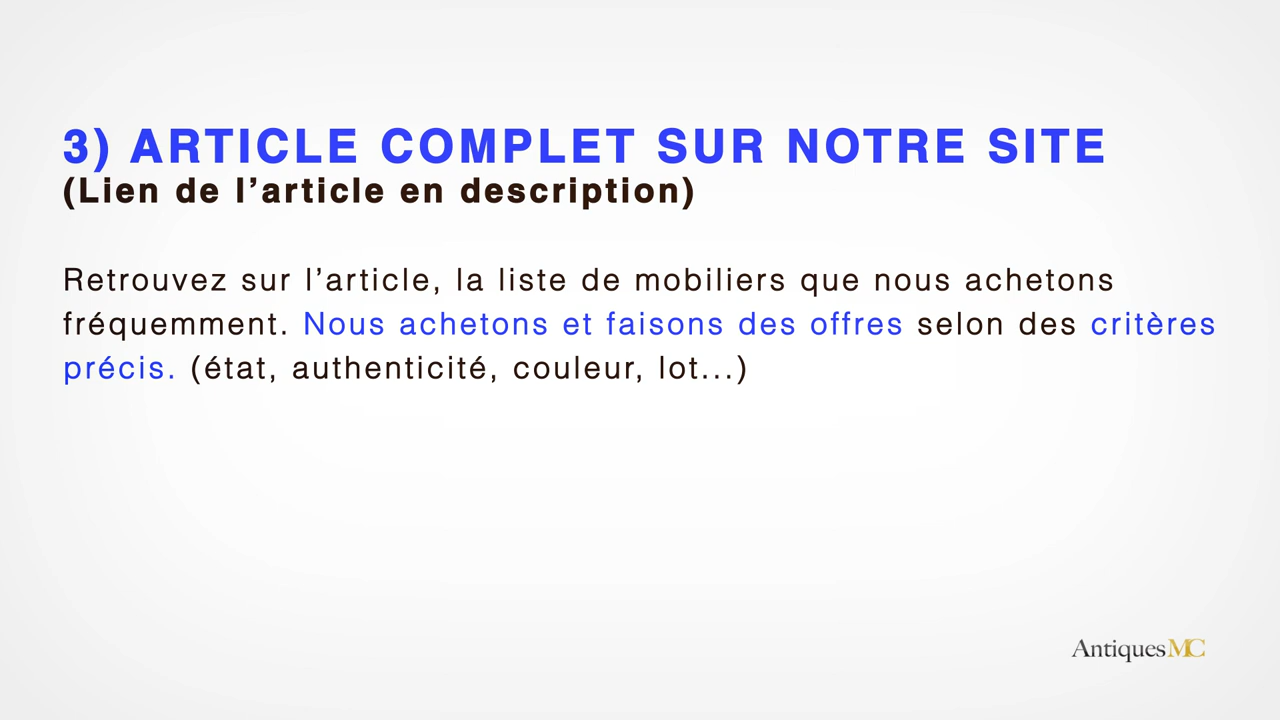 3) ARTICLE COMPLET SUR NOTRE SITE
(Lien de l’article en description)
Retrouvez sur l’article, la liste de mobiliers que nous achetons
fréquemment. Nous achetons et faisons des offres selon des critères
précis. (état, authenticité, couleur, lot...)
AntiquesMC